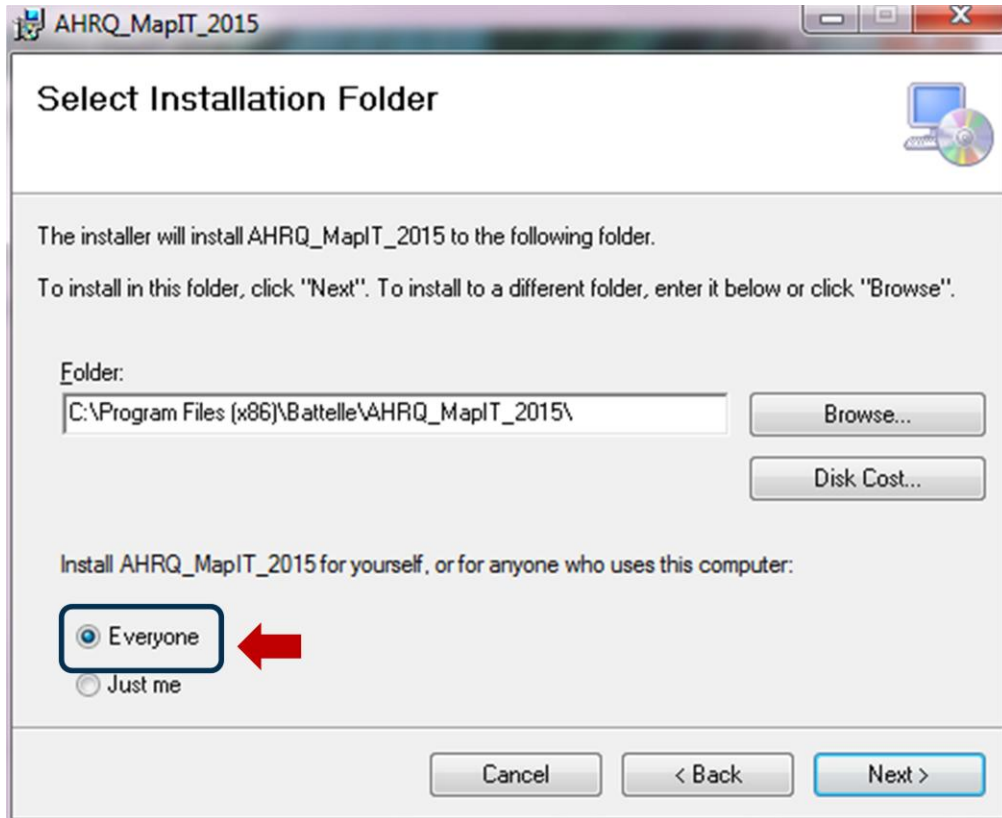 AHRQ_MapIT_2015
Select Installation Folder
The installer will install AHRQ_MapIT_2015 to the following folder.
To install in this folder, click "Next". To install to a different folder, enter it below or click "Browse".
Folder:
C:\Program Files (x86)\Battelle\AHRQ_MapIT_2015\
Browse...
Disk Cost...
Install AHRQ_MapIT_2015 for yourself, or for anyone who uses this computer:
Everyone
Just me
Cancel
< Back
Next >